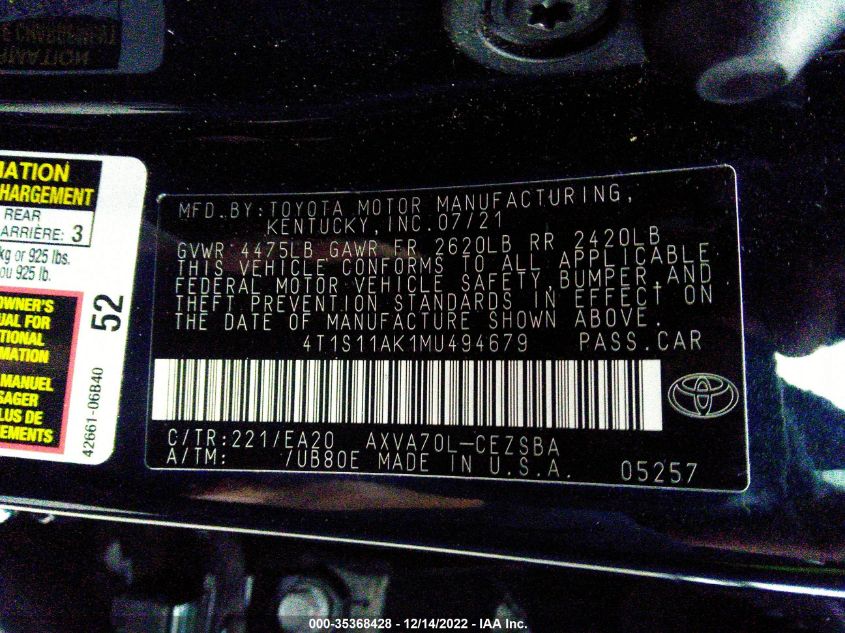 MATION
HARGEMENT
REAR
ARRIÈRE: 3
kg or 925 lbs.
ou 925 lb.
OWNER'S
UAL FOR
TIONAL
MATION
MANUEL
SAGER
LUS DE
EMENTS
52
42661-06B40
MFD.BY:TOYOTA MOTOR MANUFACTURING,
KENTUCKY,INC.07/21
GVWR 4475LB GAWR FR 2620LB RR 2420LB
THIS VEHICLE CONFORMS TO ALL APPLICABLE
FEDERAL MOTOR VEHICLE SAFETY,BUMPER,AND
THEFT PREVENTION STANDARDS IN EFFECT ON
THE DATE OF MANUFACTURE SHOWN ABOVE.
4T1S11AK1MU494679 PASS.CAR
C/TR:221/EA20 AXVA70L-CEZSBA
A/TM: /UB80E MADE IN U.S.A. 05257
000-35368428 - 12/14/2022 - IAA Inc.